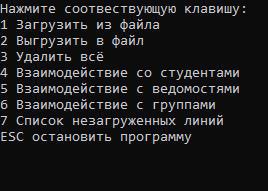 Нажмите соотвествующую клавишу:
1 Загрузить из файла
2 Выгрузить в файл
3 Удалить всё
4 Взаимодействие со студентами
5 Взаимодействие с ведомостями
6 Взаимодействие с группами
7 Список незагруженных линий
ESC остановить программу